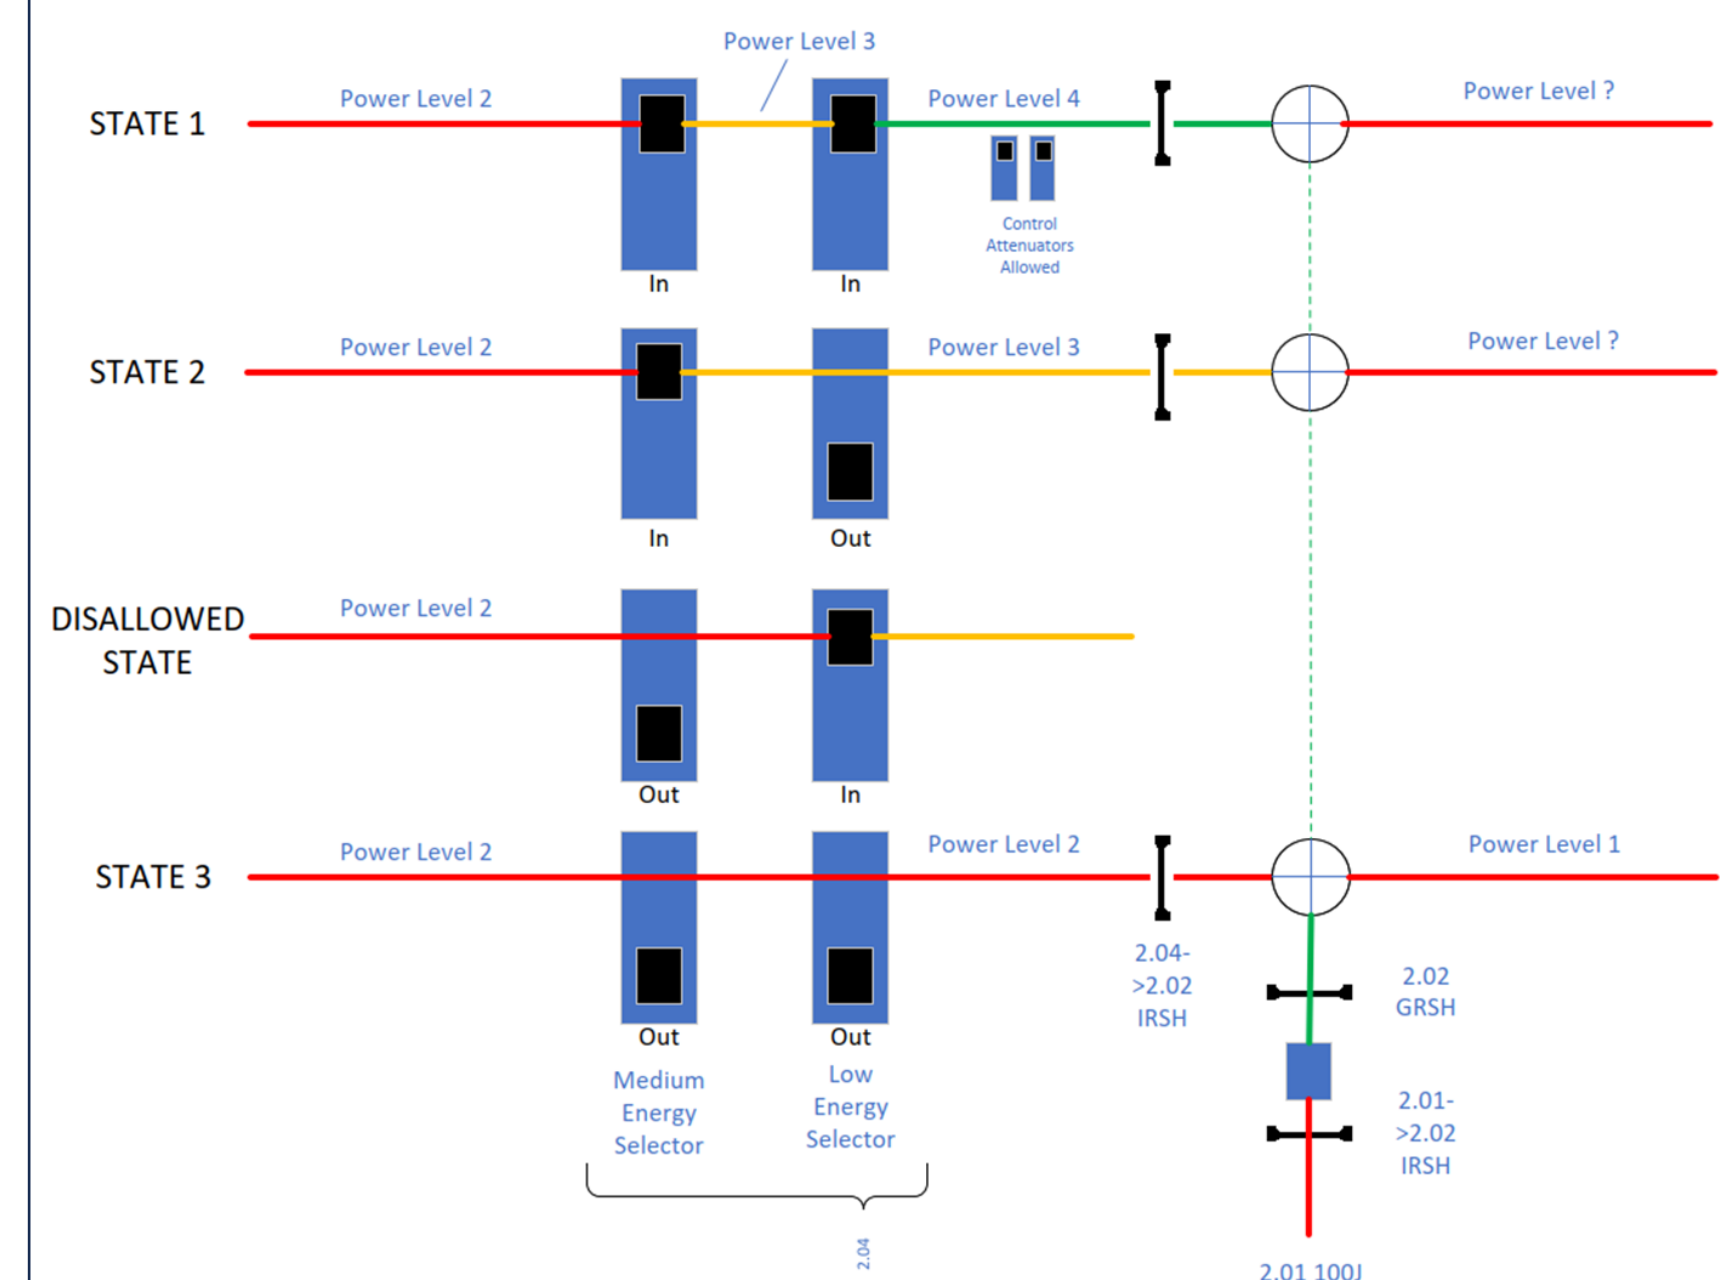 Power Level 3
STATE 1
Power Level 2
Power Level 4
Power Level ?
Control
Attenuators
Allowed
In
In
STATE 2
Power Level 2
Power Level 3
Power Level ?
In
Out
DISALLOWED
STATE
Power Level 2
Out
In
STATE 3
Power Level 2
Power Level 2
Power Level 1
Out
Out
Medium
Energy
Selector
Low
Energy
Selector
2.04-
>2.02
IRSH
2.02
GRSH
2.01-
>2.02
IRSH
2.04
2.01 100J